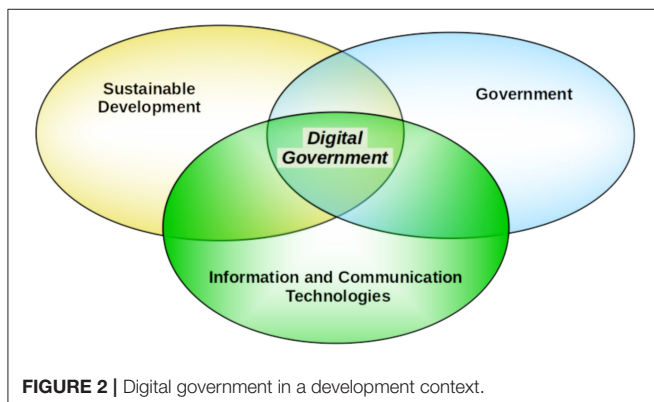 Sustainable
Development
Government
Digital
Government
Information and Communication
Technologies
FIGURE 2 | Digital government in a development context.